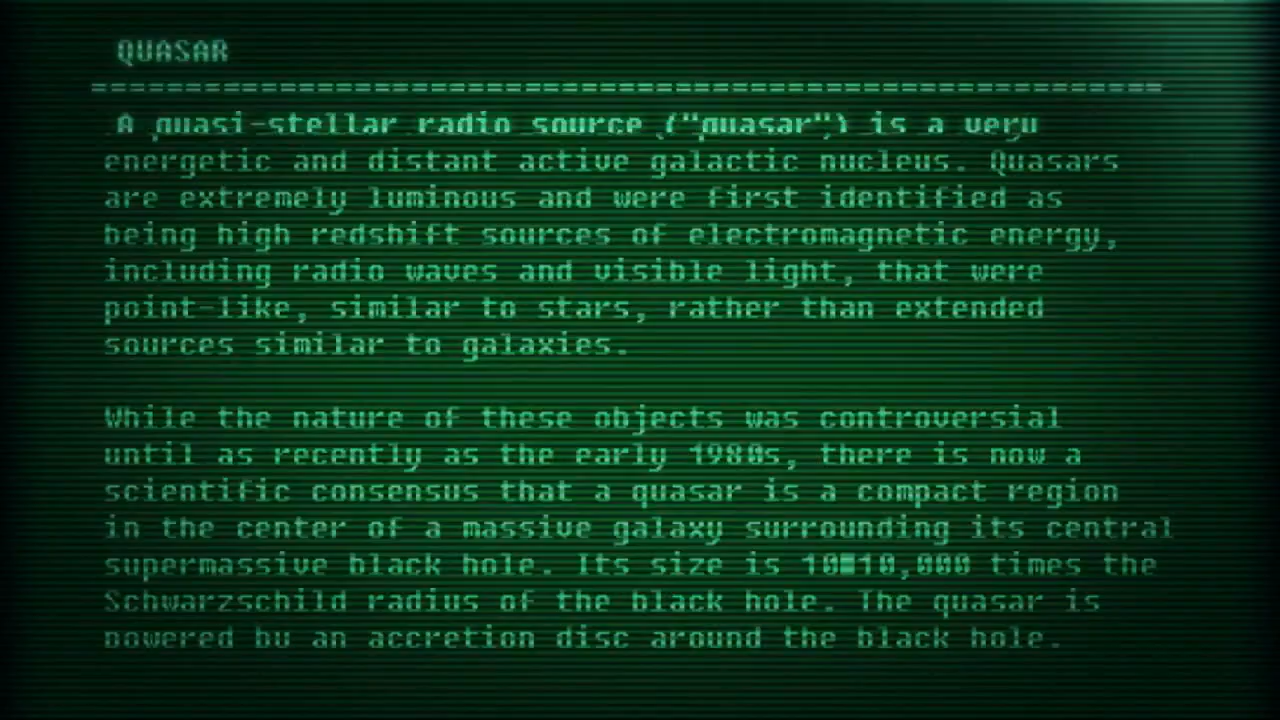 QUASAR
=========================================================
A quasi-stellar radio source ("quasar") is a very
energetic and distant active galactic nucleus. Quasars
are extremely luminous and were first identified as
being high redshift sources of electromagnetic energy,
including radio waves and visible light, that were
point-like, similar to stars, rather than extended
sources similar to galaxies.
While the nature of these objects was controversial
until as recently as the early 1980s, there is now a
scientific consensus that a quasar is a compact region
in the center of a massive galaxy surrounding its central
supermassive black hole. Its size is 10■10,000 times the
Schwarzschild radius of the black hole. The quasar is
powered by an accretion disc around the black hole.